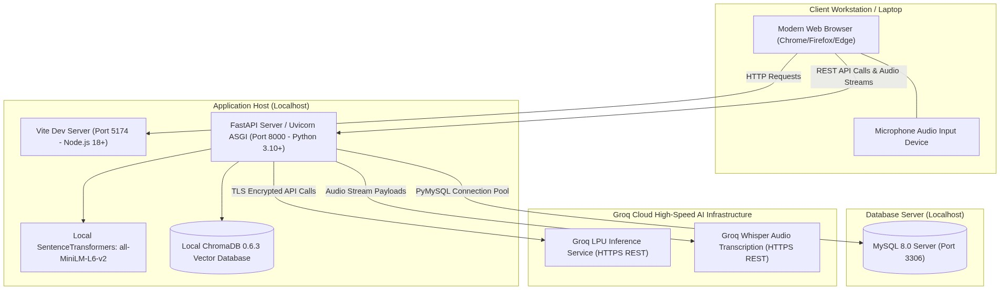 Client Workstation / Laptop
Modern Web Browser
(Chrome/Firefox/Edge)
HTTP Requests
REST API Calls & Audio
Streams
Microphone Audio Input
Device
Application Host (Localhost)
Vite Dev Server (Port 5174
- Node.js 18+)
FastAPI Server / Uvicorn
ASGI (Port 8000 - Python
3.10+)
TLS Encrypted API Calls
Audio Stream Payloads
PyMySQL Connection Pool
Local
SentenceTransformers: all-
MiniLM-L6-v2
Local ChromaDB 0.6.3
Vector Database
Groq Cloud High-Speed AI Infrastructure
Groq LPU Inference
Service (HTTPS REST)
Groq Whisper Audio
Transcription (HTTPS
REST)
Database Server (Localhost)
MySQL 8.0 Server (Port
3306)